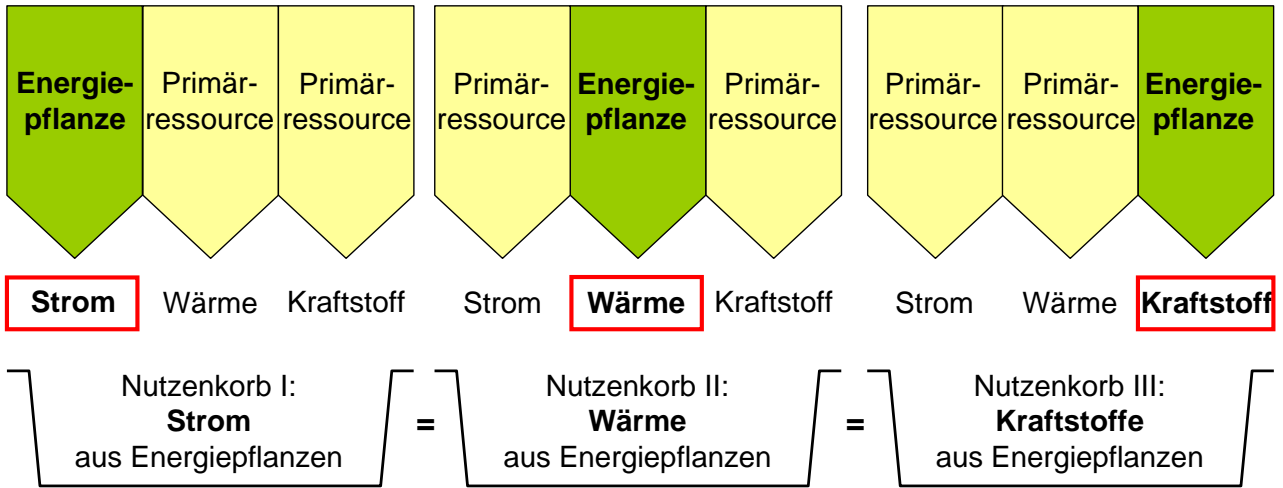 Energie- Primär- Primär- Primär- Energie- Primär- Primär- Primär- Energie-
pflanze ressource ressource ressource pflanze ressource ressource ressource pflanze
Strom Wärme Kraftstoff Strom Wärme Kraftstoff Strom Wärme Kraftstoff
Nutzenkorb I: Nutzenkorb II: Nutzenkorb III:
Strom = Wärme = Kraftstoffe
aus Energiepflanzen aus Energiepflanzen aus Energiepflanzen